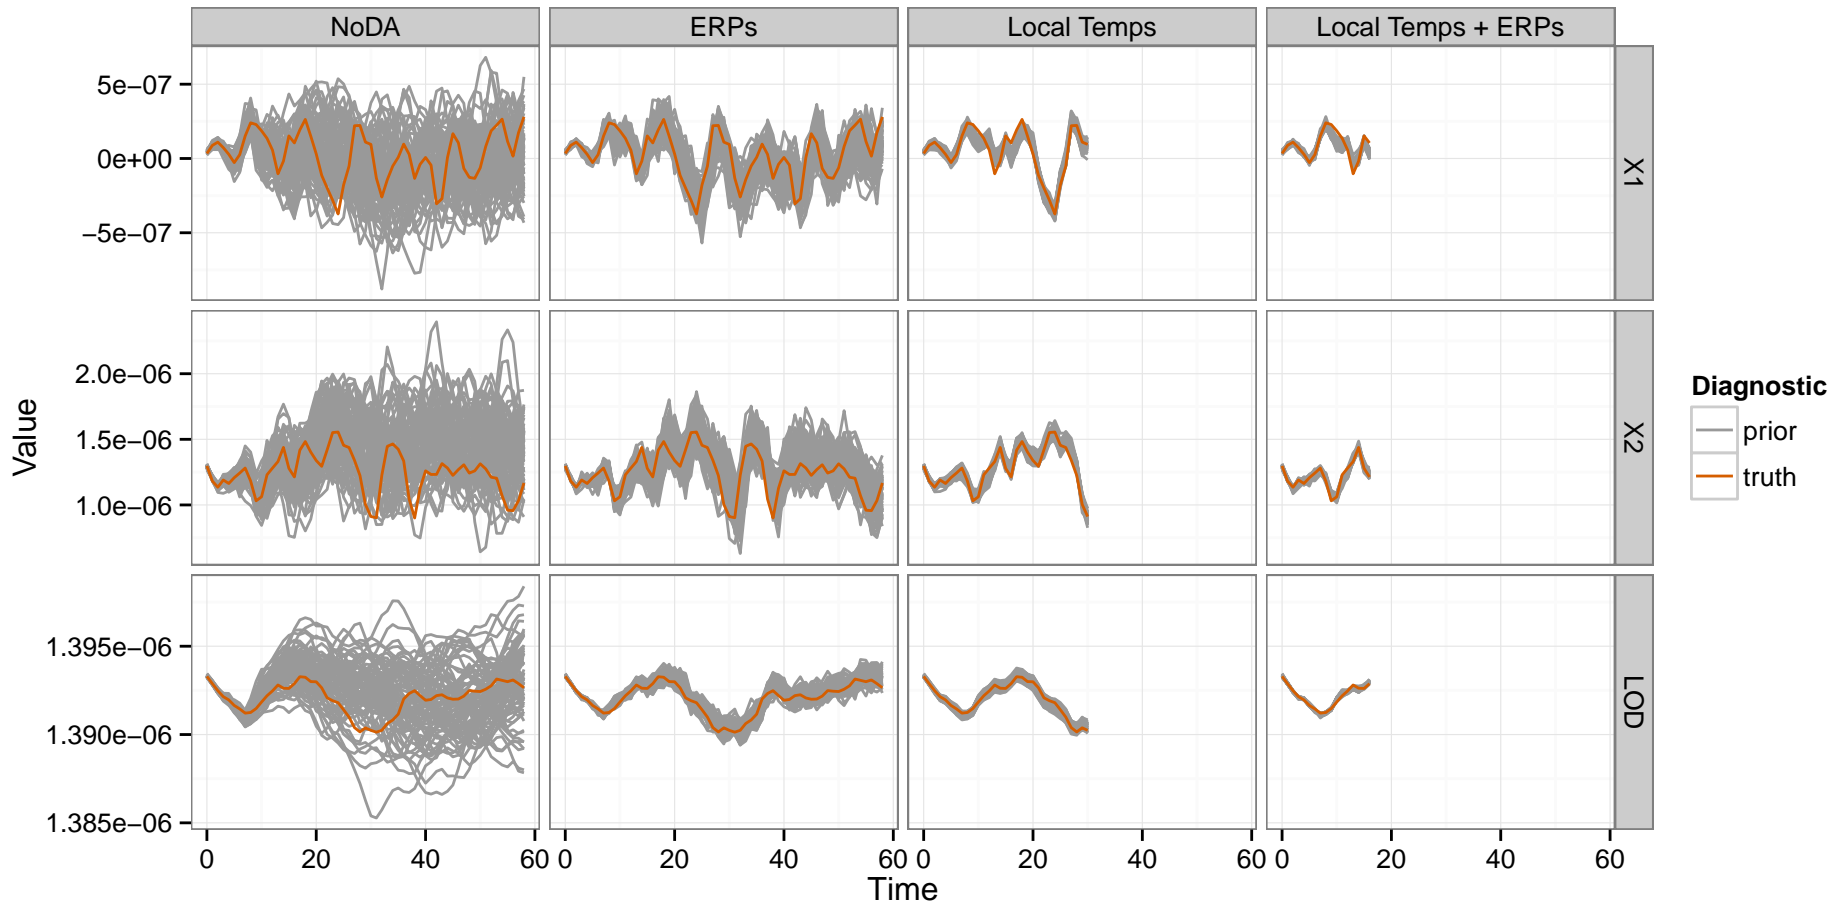 NoDA
ERPs
Local Temps
Local Temps + ERPs
5e−07
0e+00
−5e−07
X1
2.0e−06
1.5e−06
1.0e−06
X2
1.395e−06
1.390e−06
1.385e−06
LOD
Value
0 20 40 60 0 20 40 60 0 20 40 60 0 20 40 60
Time
Diagnostic
prior
truth